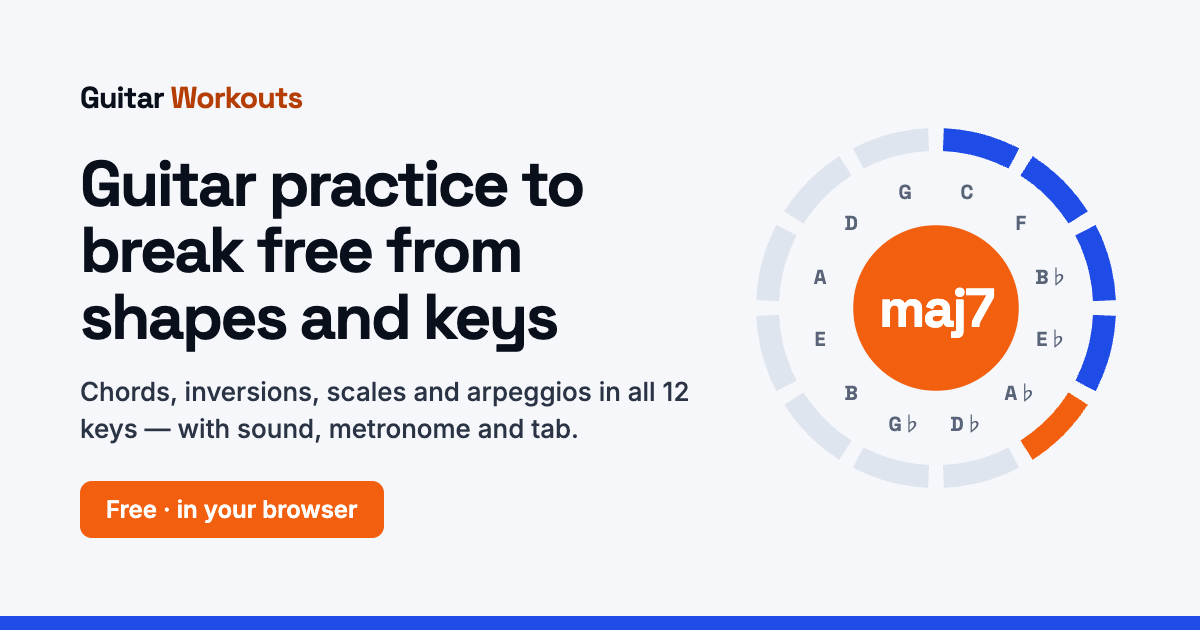 Guitar Workouts
Guitar practice to
break free from
shapes and keys
Chords, inversions, scales and arpeggios in all 12
keys — with sound, metronome and tab.
Free · in your browser
C
F
B♭
E♭
A♭
D♭
G♭
B
E
A
D
G
maj7